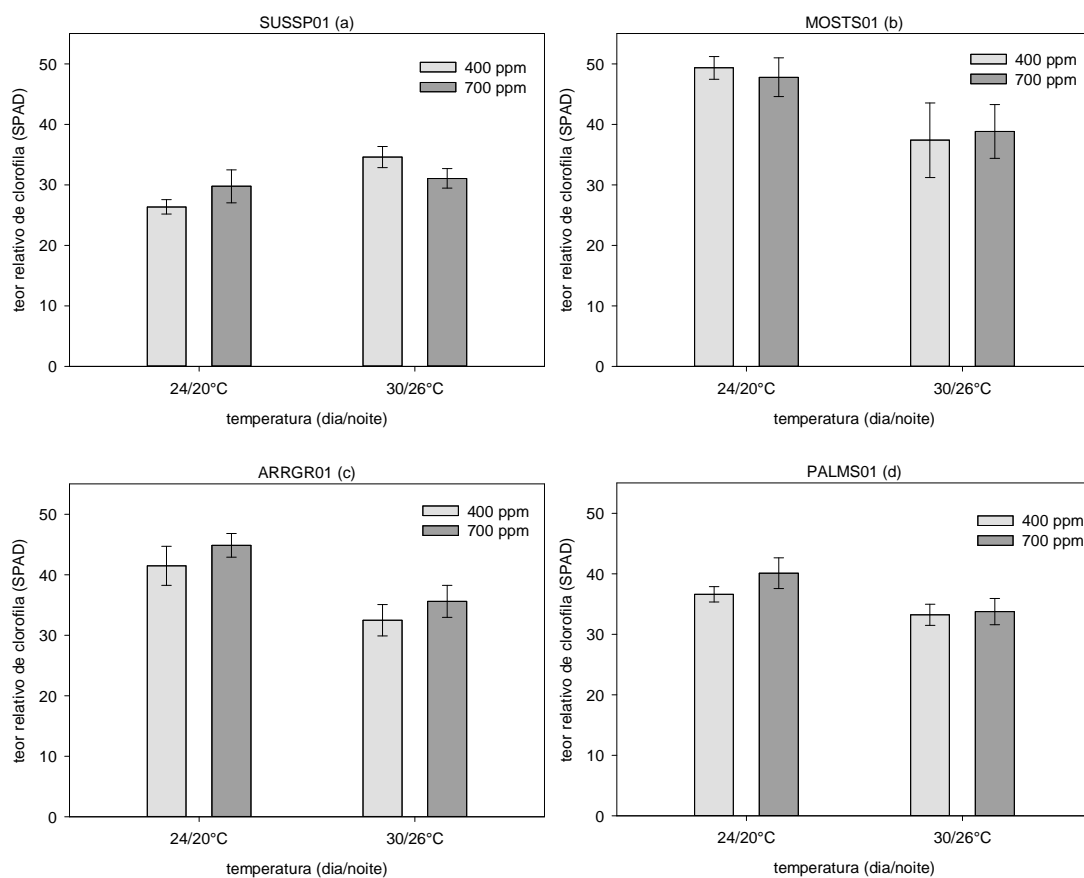 SUSSP01 (a)
teor relativo de clorofila (SPAD)
50
40
30
20
10
0
400 ppm
700 ppm
24/20°C
30/26°C
temperatura (dia/noite)
MOSTS01 (b)
teor relativo de clorofila (SPAD)
50
40
30
20
10
0
400 ppm
700 ppm
24/20°C
30/26°C
temperatura (dia/noite)
ARRGR01 (c)
teor relativo de clorofila (SPAD)
50
40
30
20
10
0
400 ppm
700 ppm
24/20°C
30/26°C
temperatura (dia/noite)
PALMS01 (d)
teor relativo de clorofila (SPAD)
50
40
30
20
10
0
400 ppm
700 ppm
24/20°C
30/26°C
temperatura (dia/noite)